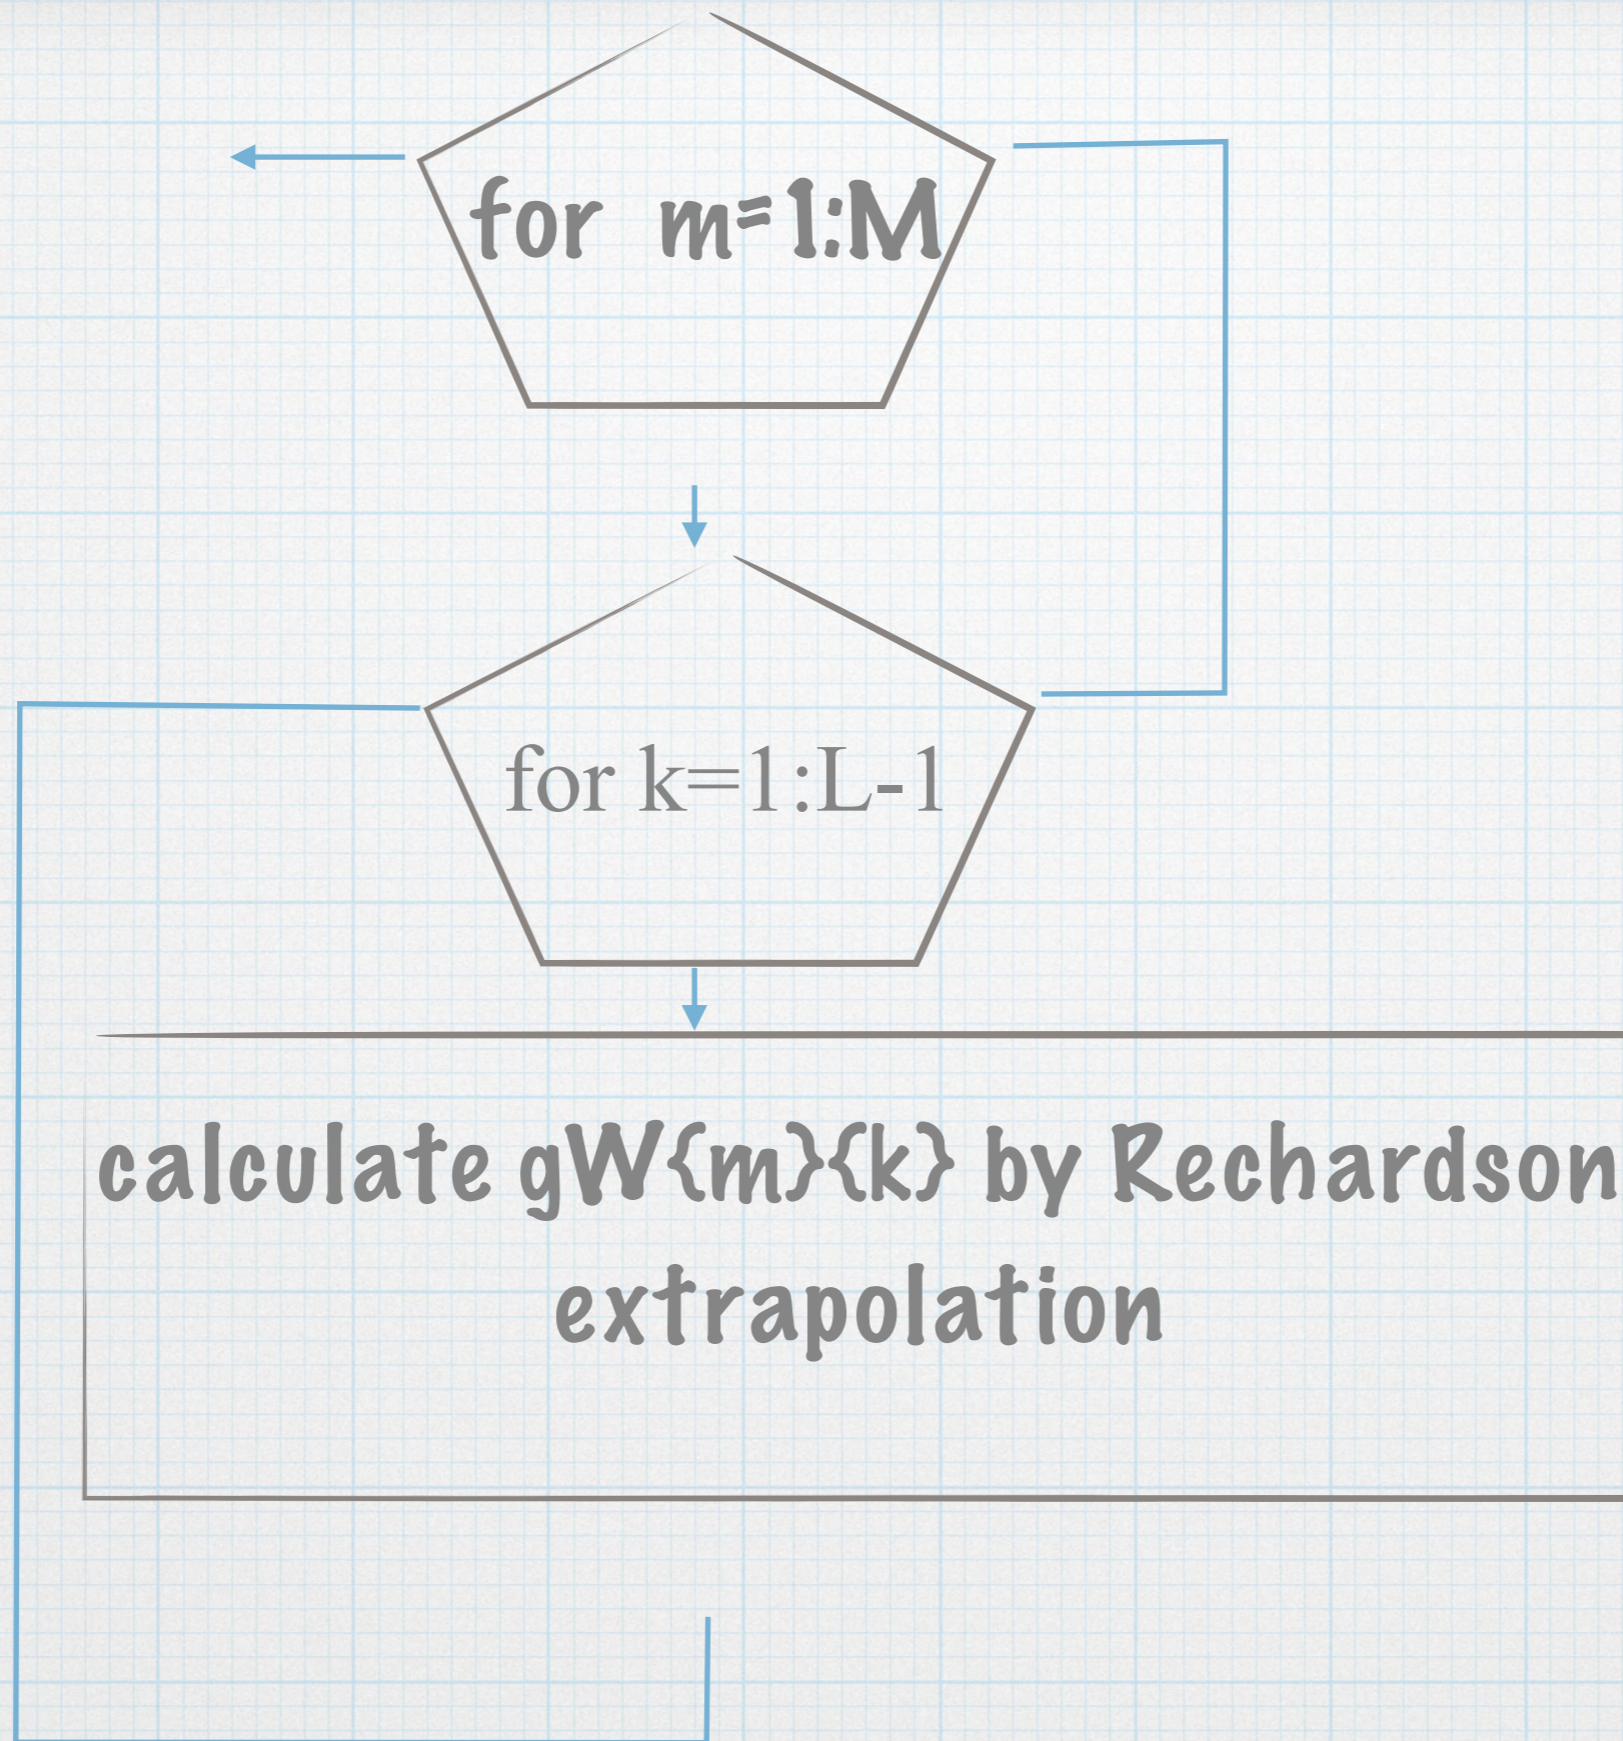 for m=1:M
for k=1:L-1
calculate gW{m}{k} by Rechardson
extrapolation